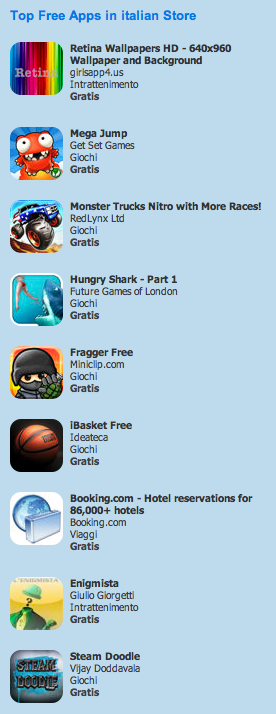 Top Free Apps in italian Store
Retina
Retina Wallpapers HD - 640x960
Wallpaper and Background
girlsapp4.us
Intrattenimento
Gratis
Mega Jump
Get Set Games
Giochi
Gratis
Monster Trucks Nitro with More Races!
RedLynx Ltd
Giochi
Gratis
Hungry Shark - Part 1
Future Games of London
Giochi
Gratis
Fragger Free
Miniclip.com
Giochi
Gratis
iBasket Free
Ideateca
Giochi
Gratis
Booking.com - Hotel reservations for
86,000+ hotels
Booking.com
Viaggi
Gratis
L'ENIGMISTA
Enigmista
Giulio Giorgetti
Intrattenimento
Gratis
STEAM
DOODLE
Steam Doodle
Vijay Doddavala
Giochi
Gratis